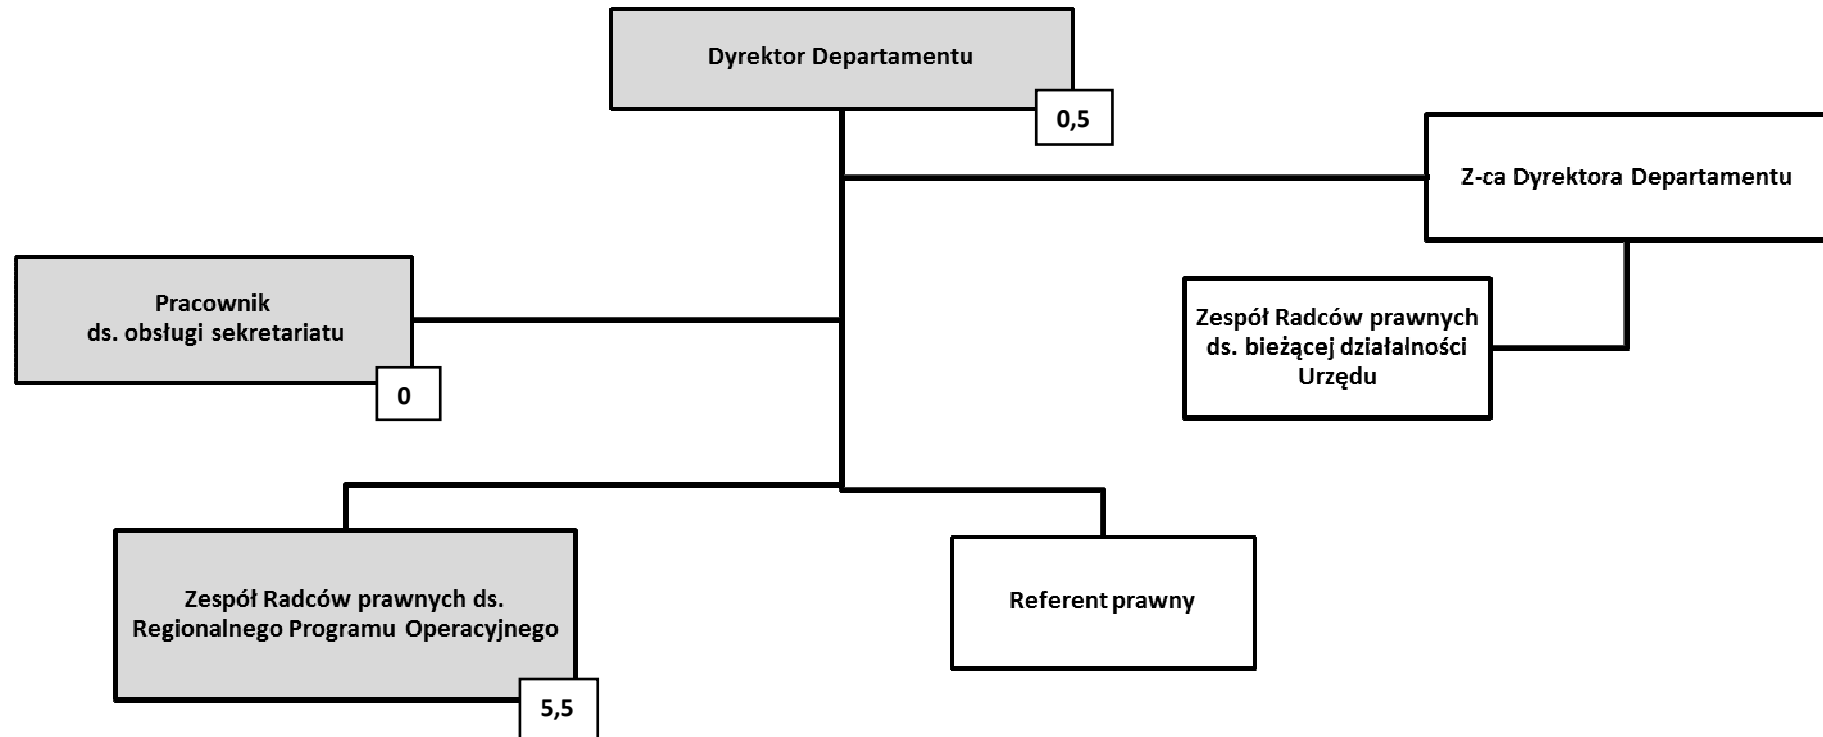 Dyrektor Departamentu
0,5
Z-ca Dyrektora Departamentu
Pracownik
ds. obsługi sekretariatu
0
Zespół Radców prawnych
ds. bieżącej działalności
Urzędu
Zespół Radców prawnych ds.
Regionalnego Programu Operacyjnego
5,5
Referent prawny